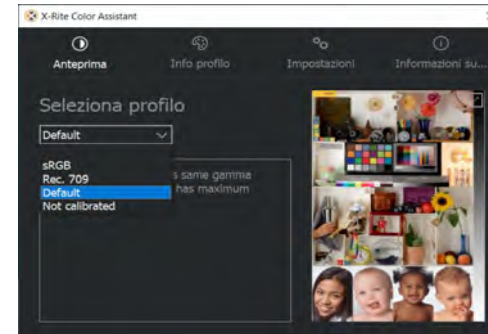 X-Rite Color Assistant
Anteprima
Info profilo
Impostazioni
Informazioni su...
Seleziona profilo
Default
sRGB
Rec. 709
Default
Not calibrated
s same gamma
has maximum